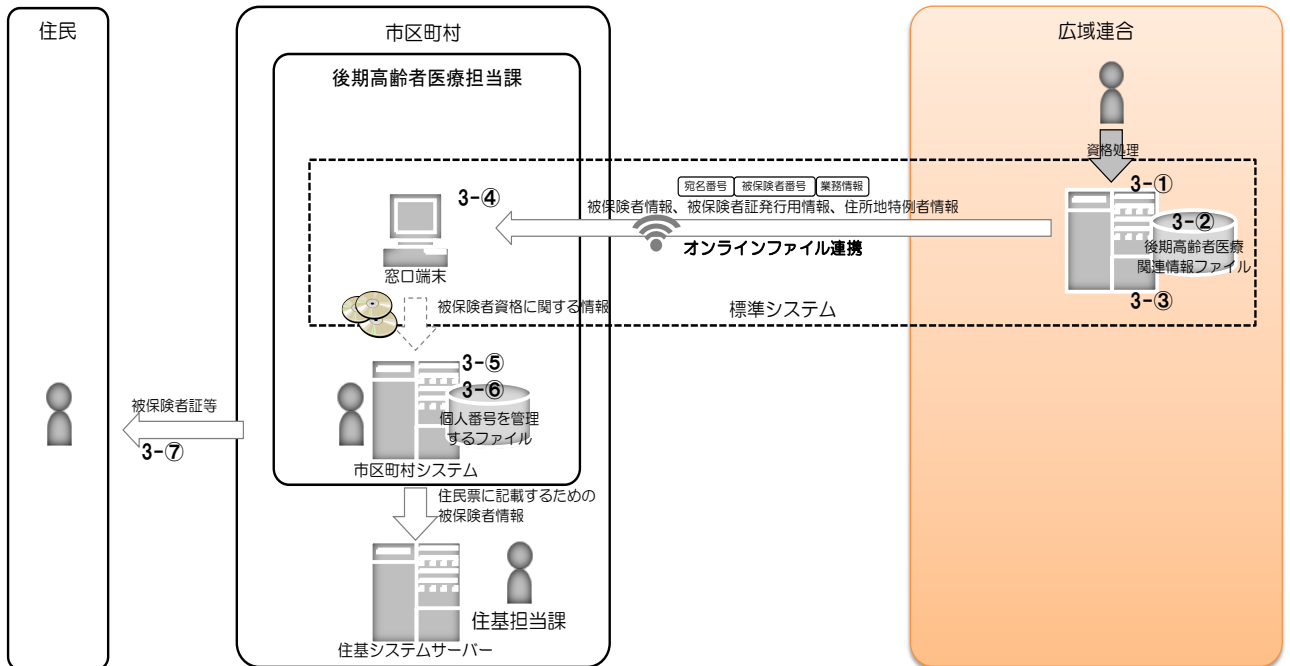 住民
市区町村
広域連合
後期高齢者医療担当課
資格処理
宛名番号 被保険者番号 業務情報
3-①
3-④
被保険者情報、被保険者証発行用情報、住所地特例者情報
3-②
オンラインファイル連携
後期高齢者医療
関連情報ファイル
窓口端末
3-③
被保険者資格に関する情報
標準システム
3-⑤
3-⑥
被保険者証等
個人番号を管理
するファイル
3-⑦
市区町村システム
住民票に記載するための
被保険者情報
住基担当課
住基システムサーバー